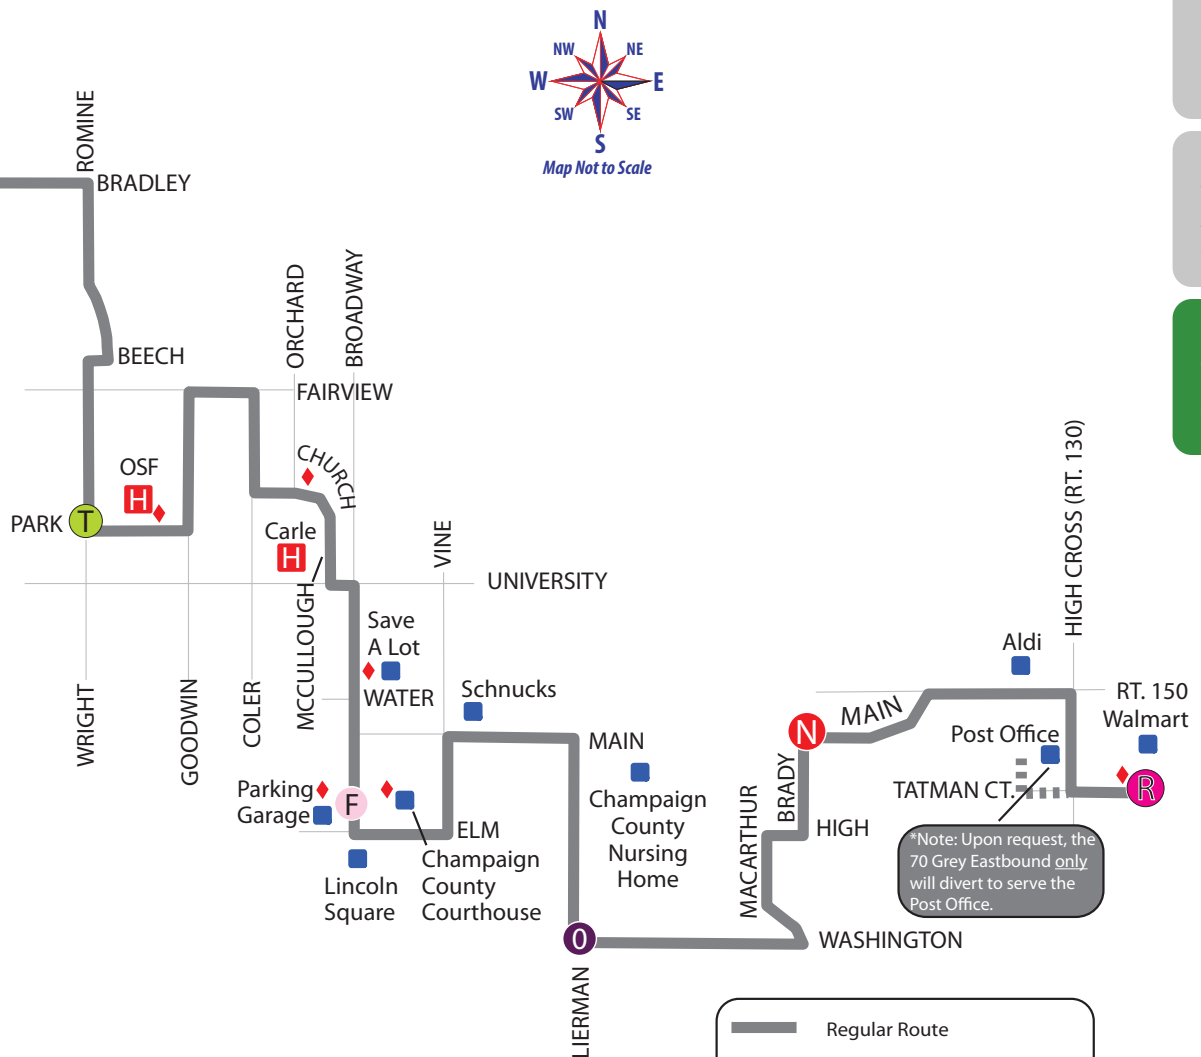 N
NW
NE
W
E
SW
SE
S
Map Not to Scale
ROMINE
BRADLEY
ORCHARD
BROADWAY
BEECH
FAIRVIEW
CHURCH
OSF
H
PARK
T
Carle
H
VINE
UNIVERSITY
HIGH CROSS (RT. 130)
WRIGHT
GOODWIN
COLER
MCCULLOUGH
Save
A Lot
WATER
Schnucks
Aldi
RT. 150
Walmart
MAIN
N
MAIN
Post Office
TATMAN CT.
R
Parking
Garage
F
ELM
Champaign
County
Nursing
Home
MACARTHUR
BRADY
HIGH
*Note: Upon request, the
70 Grey Eastbound only
will divert to serve the
Post Office.
Lincoln
Square
Champaign
County
Courthouse
O
WASHINGTON
LIERMAN
Regular Route